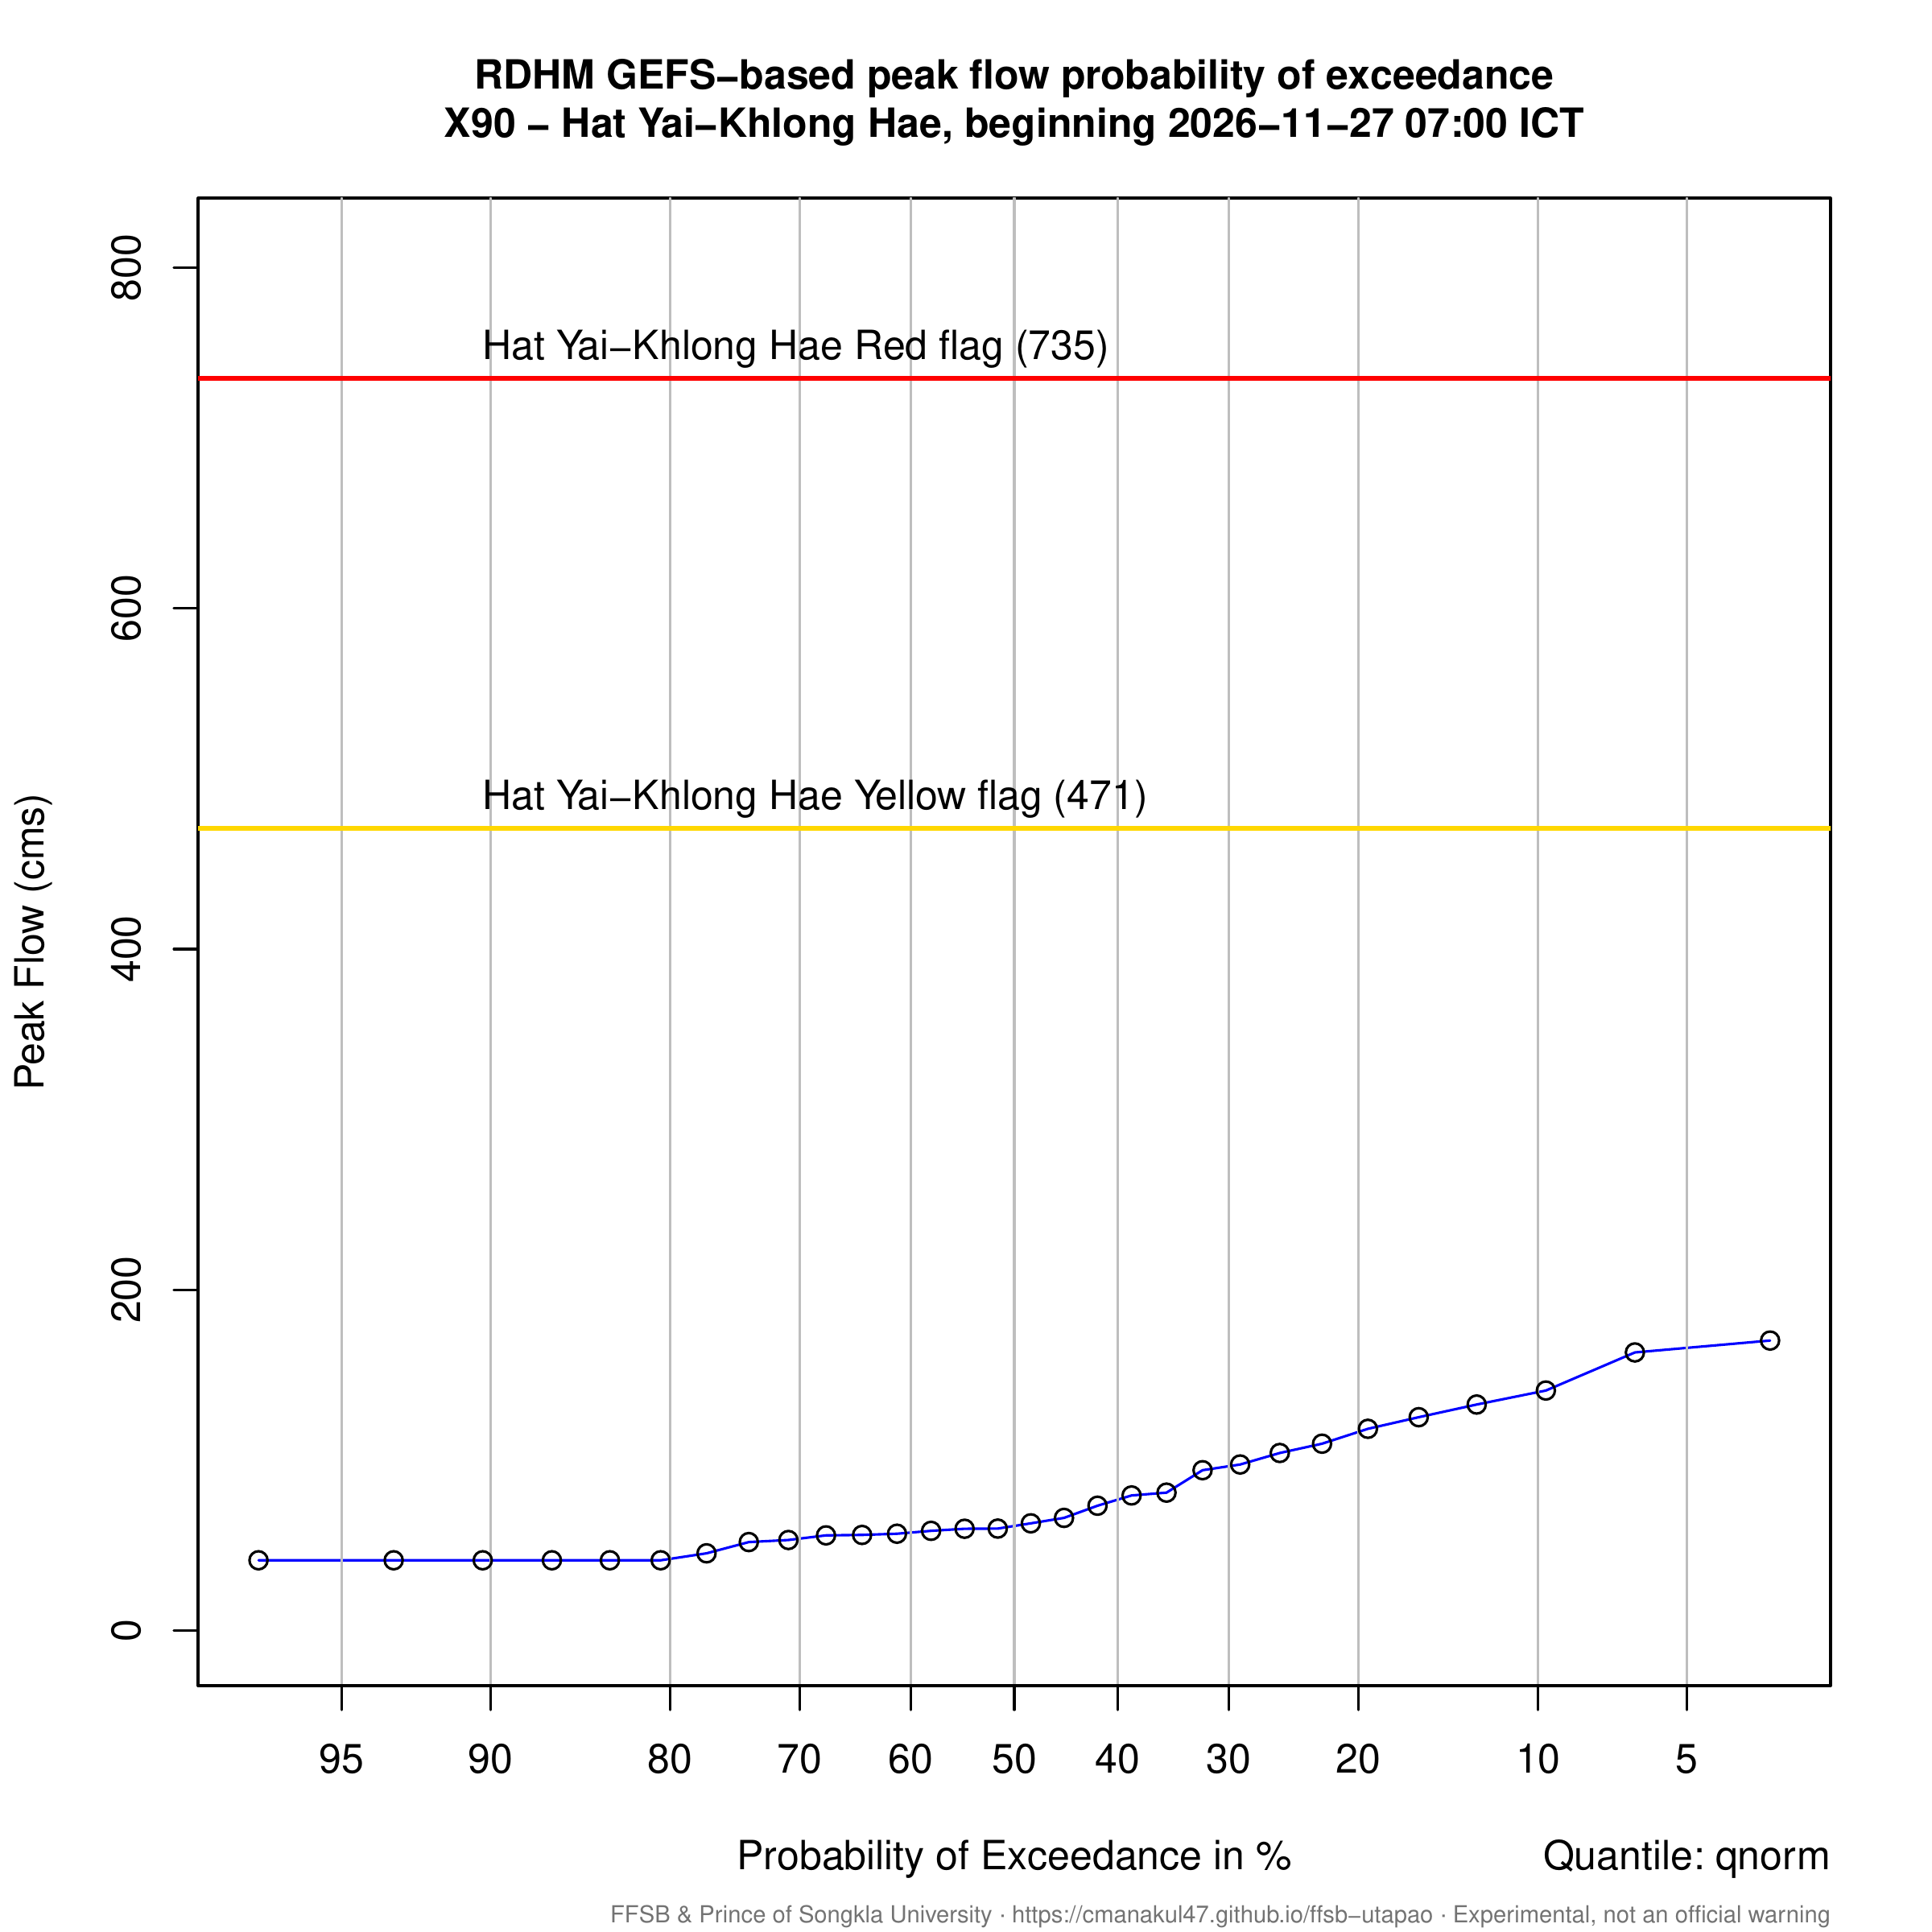 RDHM GEFS–based peak flow probability of exceedance
X90 – Hat Yai–Khlong Hae, beginning 2026–11–27 07:00 ICT
800
600
400
200
0
Peak Flow (cms)
Hat Yai–Khlong Hae Red flag (735)
Hat Yai–Khlong Hae Yellow flag (471)
95 90 80 70 60 50 40 30 20 10 5
Probability of Exceedance in % Quantile: qnorm
FFSB & Prince of Songkla University · https://cmanakul47.github.io/ffsb–utapao · Experimental, not an official warning